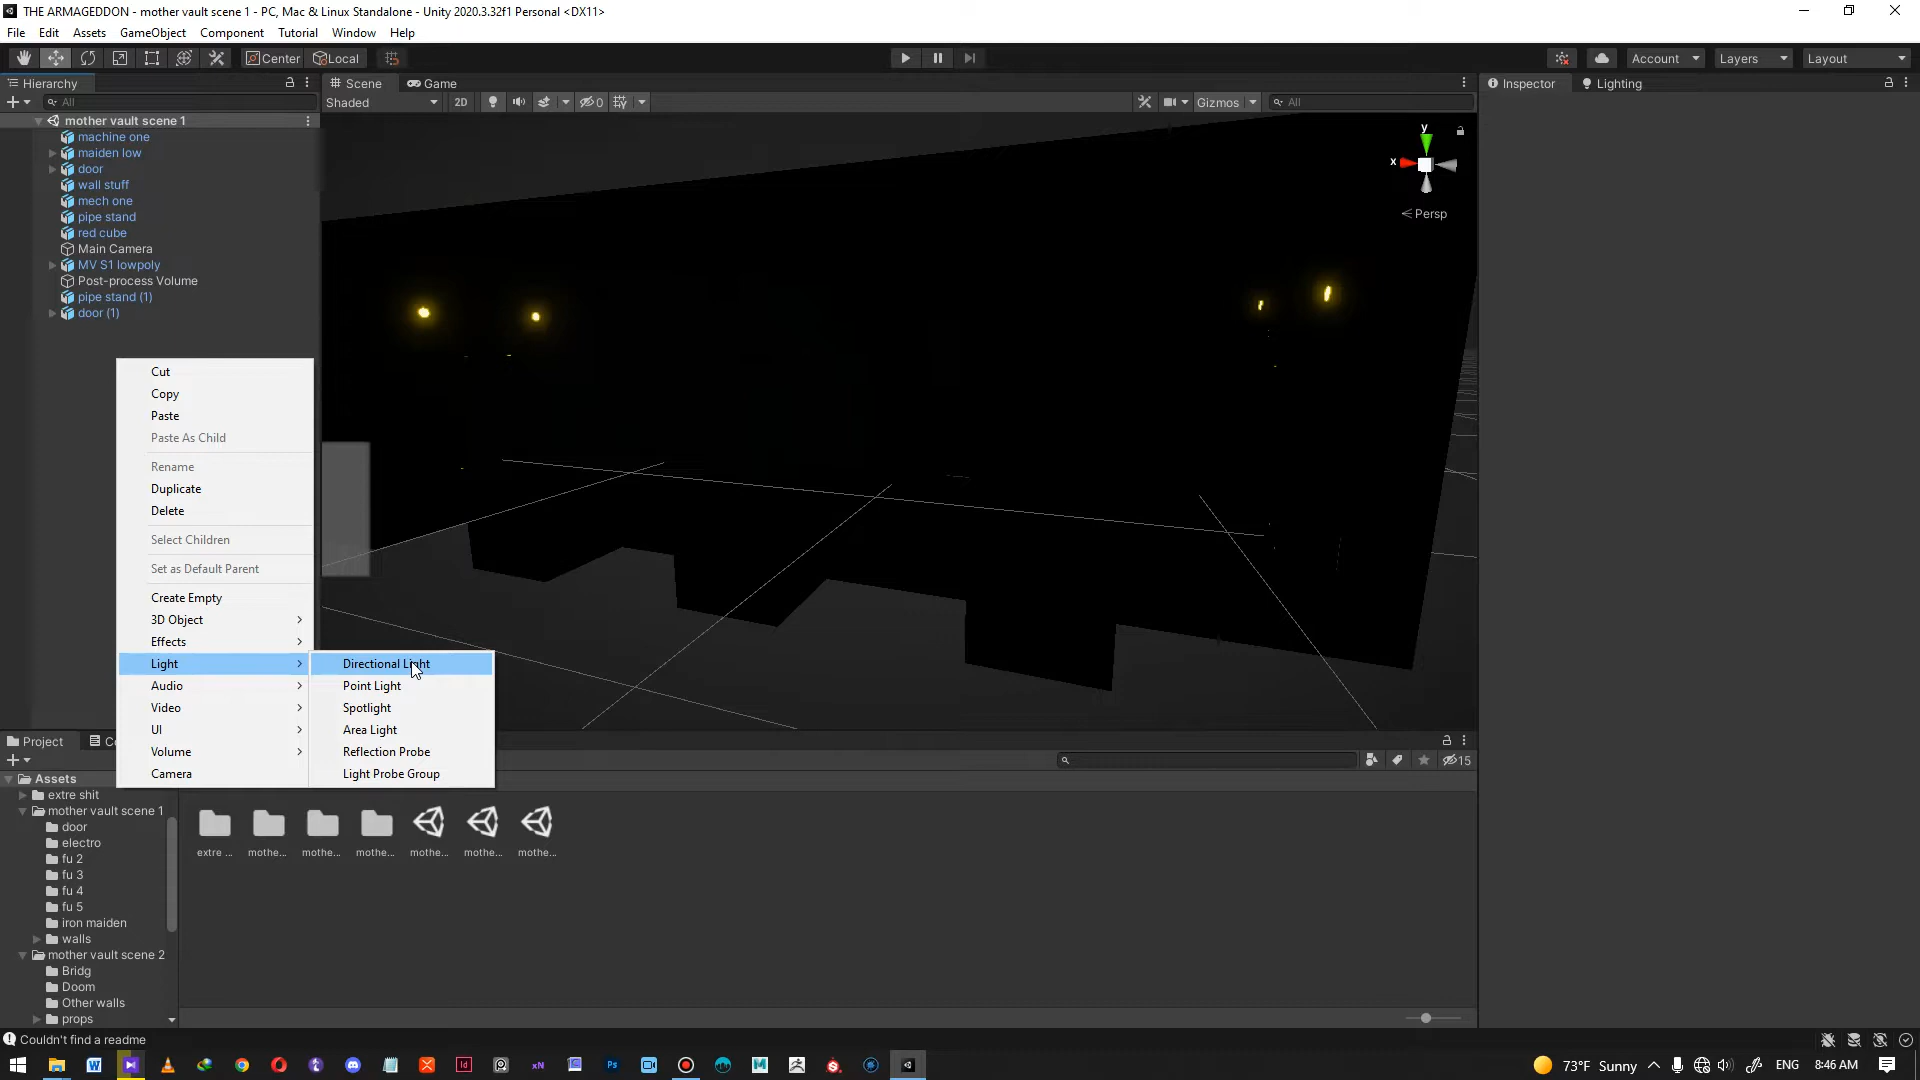 THE ARMAGEDDON - mother vault scene 1 - PC, Mac & Linux Standalone - Unity 2020.3.32f1 Personal <DX11>
File Edit Assets GameObject Component Tutorial Window Help
Center Local
Account Layers Layout
Hierarchy
Scene Game
Inspector Lighting
All
Shaded 2D 0 Gizmos All
mother vault scene 1
machine one
maiden low
door
wall stuff
mech one
pipe stand
red cube
Main Camera
MV S1 lowpoly
Post-process Volume
pipe stand (1)
door (1)
y
x
Persp
Cut
Copy
Paste
Paste As Child
Rename
Duplicate
Delete
Select Children
Set as Default Parent
Create Empty
3D Object
Effects
Light
Audio
Video
UI
Volume
Camera
Directional Light
Point Light
Spotlight
Area Light
Reflection Probe
Light Probe Group
Project Co
15
Assets
extre shit
mother vault scene 1
door
electro
fu 2
fu 3
fu 4
fu 5
iron maiden
walls
mother vault scene 2
Bridg
Doom
Other walls
props
extre ... mothe... mothe... mothe... mothe... mothe... mothe...
Couldn't find a readme
73°F Sunny ENG 8:46 AM